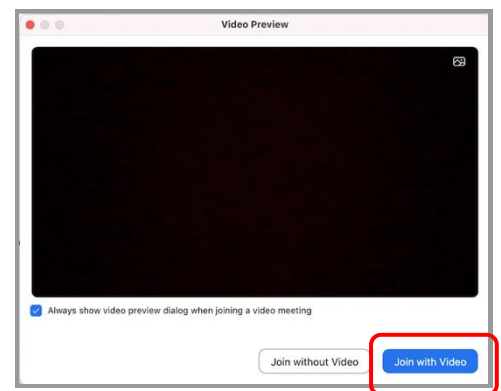 Video Preview
Always show video preview dialog when joining a video meeting
Join without Video
Join with Video